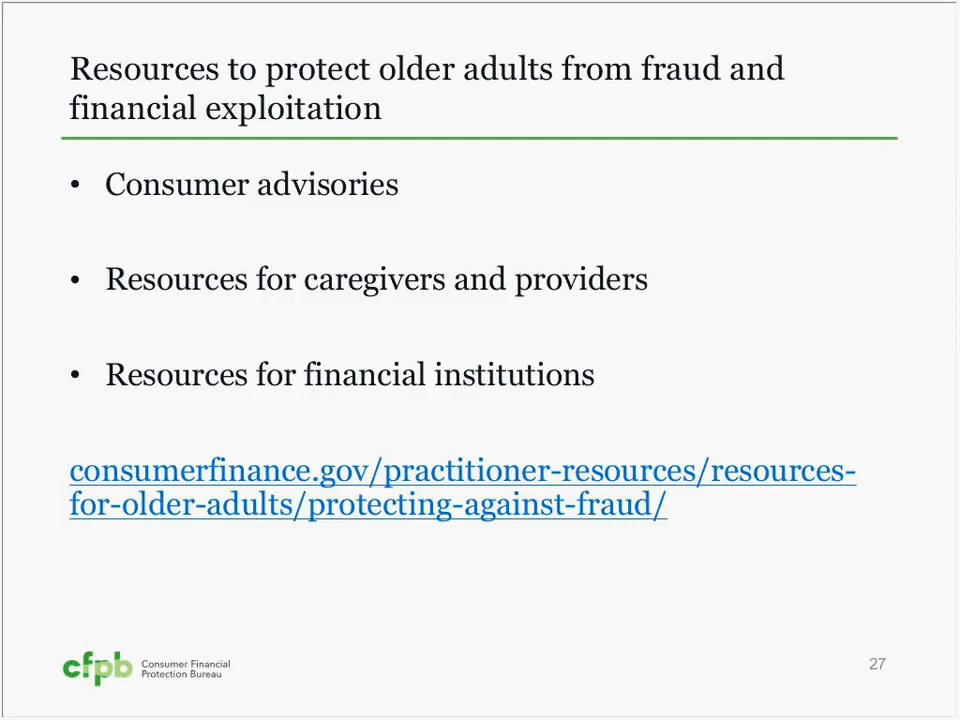 Resources to protect older adults from fraud and
financial exploitation
• Consumer advisories
• Resources for caregivers and providers
• Resources for financial institutions
consumerfinance.gov/practitioner-resources/resources-
for-older-adults/protecting-against-fraud/
cfpb
Consumer Financial
Protection Bureau
27